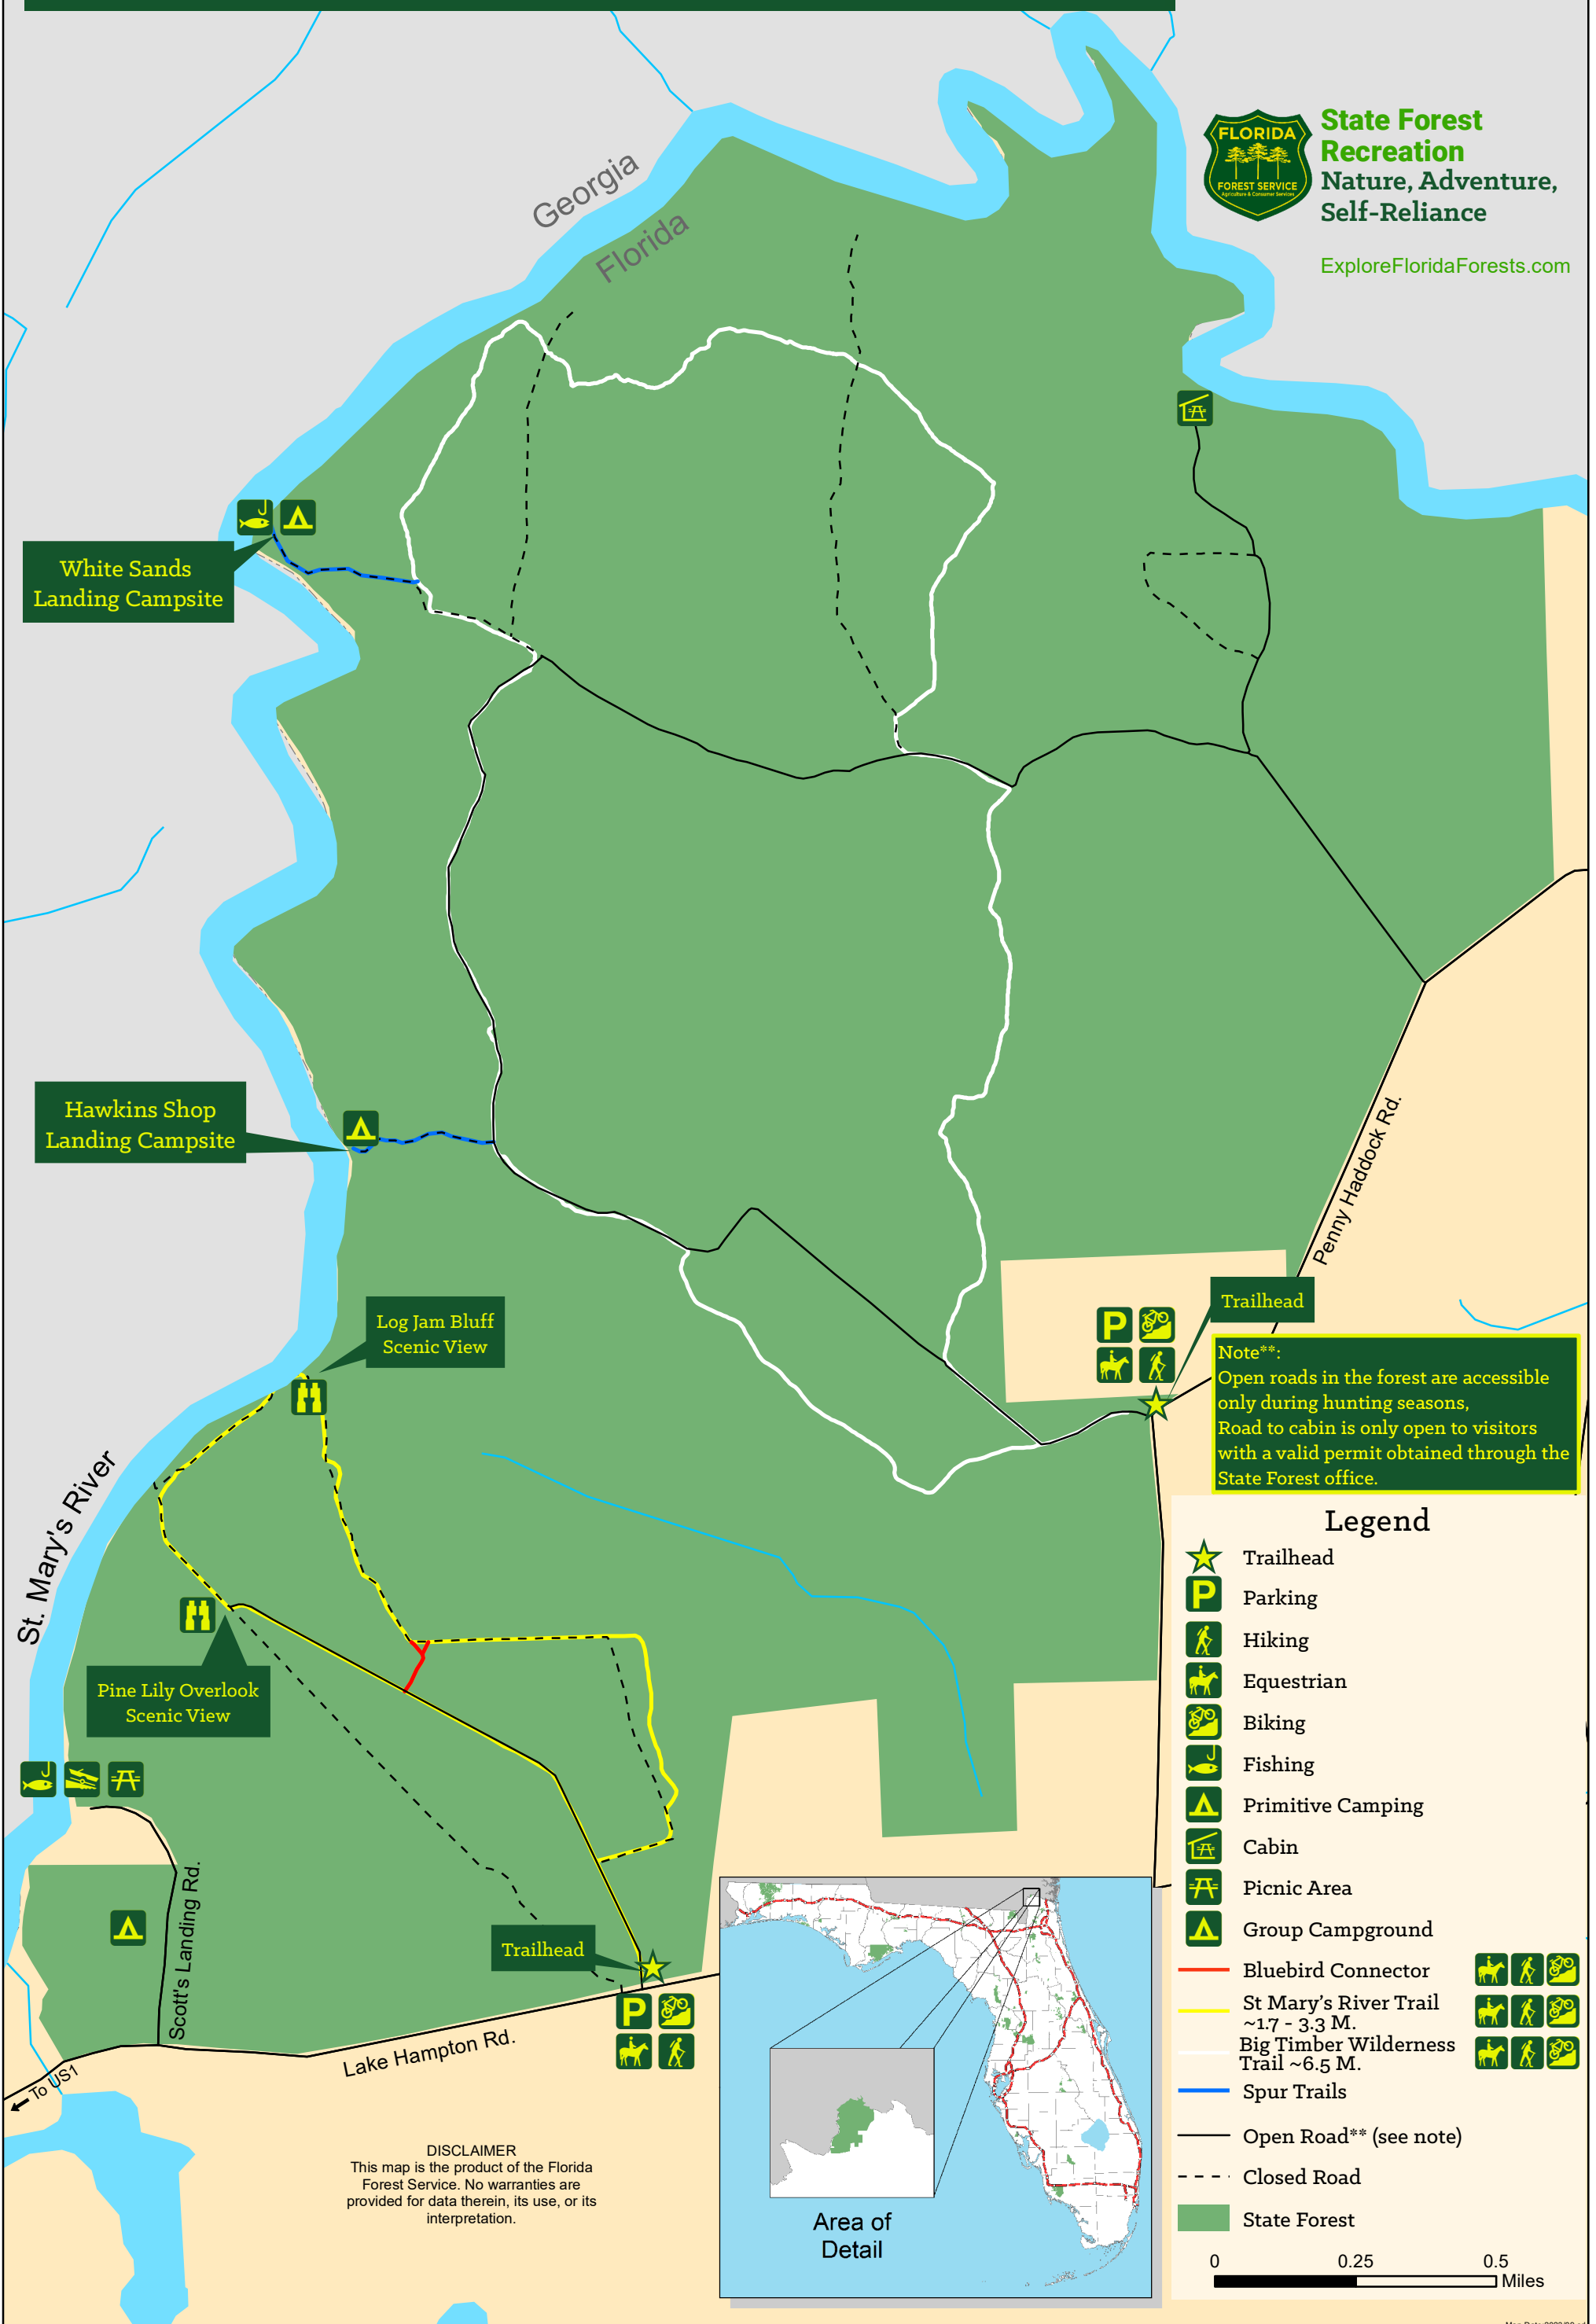 FLORIDA
FOREST SERVICE
Agriculture & Consumer Services
State Forest
Recreation
Nature, Adventure,
Self-Reliance
ExploreFloridaForests.com
Georgia
Florida
White Sands
Landing Campsite
Hawkins Shop
Landing Campsite
Penny Haddock Rd.
Log Jam Bluff
Scenic View
P
Trailhead
Note**:
Open roads in the forest are accessible
only during hunting seasons,
Road to cabin is only open to visitors
with a valid permit obtained through the
State Forest office.
St. Mary's River
Pine Lily Overlook
Scenic View
Scott's Landing Rd.
Trailhead
P
Lake Hampton Rd.
To US1
DISCLAIMER
This map is the product of the Florida
Forest Service. No warranties are
provided for data therein, its use, or its
interpretation.
Area of
Detail
Legend
Trailhead
P Parking
Hiking
Equestrian
Biking
Fishing
Primitive Camping
Cabin
Picnic Area
Group Campground
Bluebird Connector
St Mary's River Trail
~1.7 - 3.3 M.
Big Timber Wilderness
Trail ~6.5 M.
Spur Trails
Open Road** (see note)
Closed Road
State Forest
0 0.25 0.5
Miles